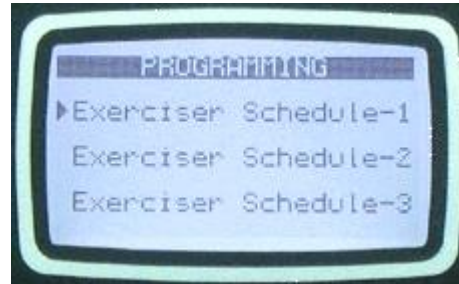 PROGRAMMING
Exerciser Schedule-1
Exerciser Schedule-2
Exerciser Schedule-3